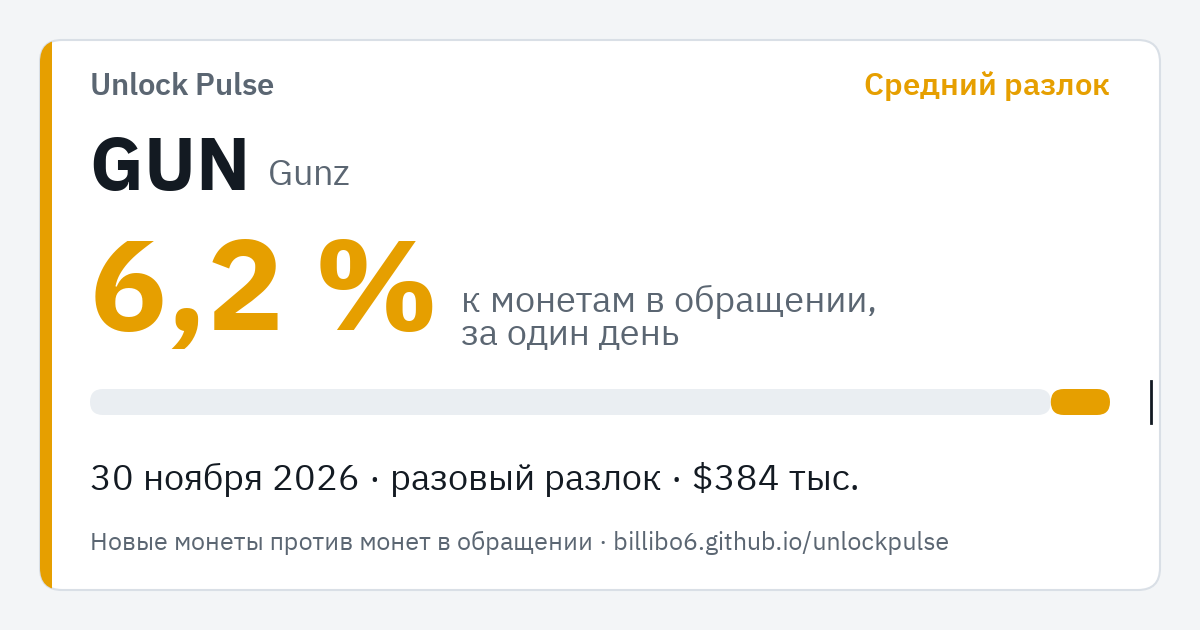 Unlock Pulse
Средний разлок
GUN Gunz
6,2 % к монетам в обращении,
за один день
30 ноября 2026 · разовый разлок · $384 тыс.
Новые монеты против монет в обращении · billibo6.github.io/unlockpulse